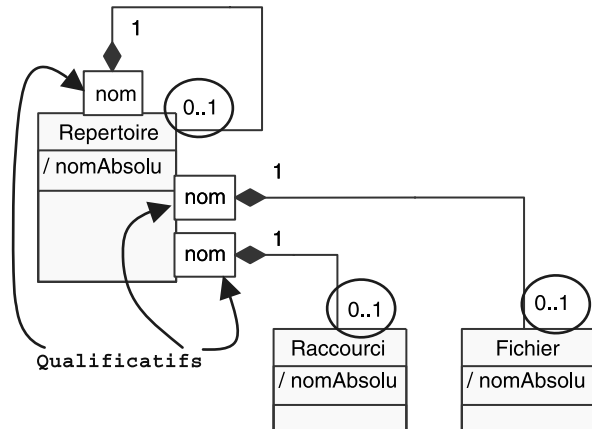 1
nom
0..1
Repertoire
/ nomAbsolu
1
nom
nom
1
0..1
0..1
Qualificatifs
Raccourci
Fichier
/ nomAbsolu
/ nomAbsolu